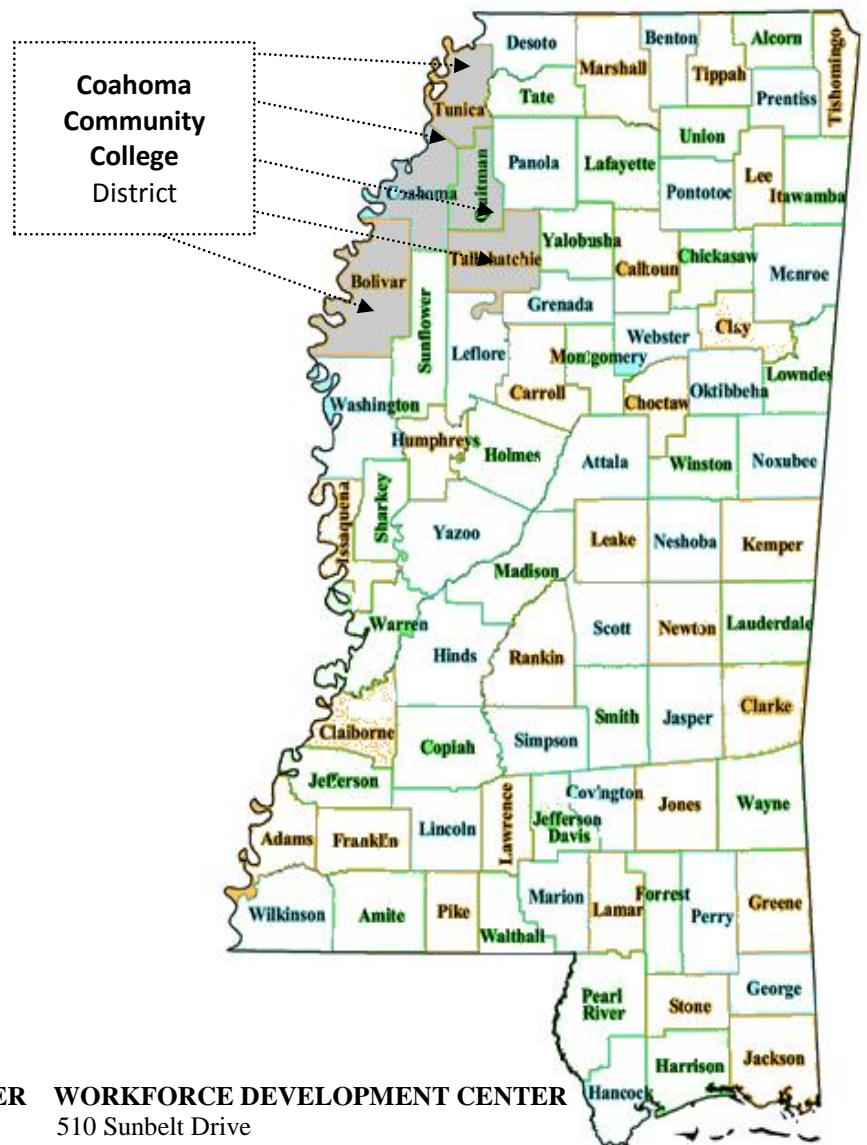 Coahoma
Community
College
District
Desoto
Benton
Alcorn
Tishomingo
Marshall
Tippah
Prentiss
Tunica
Tate
Union
Panola
Lafayette
Lee
Coahoma
Quitman
Pontotoc
Itawamba
Yalobusha
Tallahatchie
Calhoun
Chickasaw
Monroe
Bolivar
Grenada
Sunflower
Leflore
Webster
Clay
Montgomery
Carroll
Choctaw
Oktibbeha
Lowndes
Washington
Humphreys
Holmes
Attala
Winston
Noxubee
Issaquena
Sharkey
Yazoo
Leake
Neshoba
Kemper
Madison
Warren
Hinds
Rankin
Scott
Newton
Lauderdale
Claiborne
Copiah
Simpson
Smith
Jasper
Clarke
Jefferson
Lawrence
Jefferson
Davis
Covington
Jones
Wayne
Adams
Franklin
Lincoln
Wilkinson
Amite
Pike
Walthall
Marion
Lamar
Forrest
Perry
Greene
Pearl
River
Stone
George
Hancock
Harrison
Jackson
ER WORKFORCE DEVELOPMENT CENTER
510 Sunbelt Drive